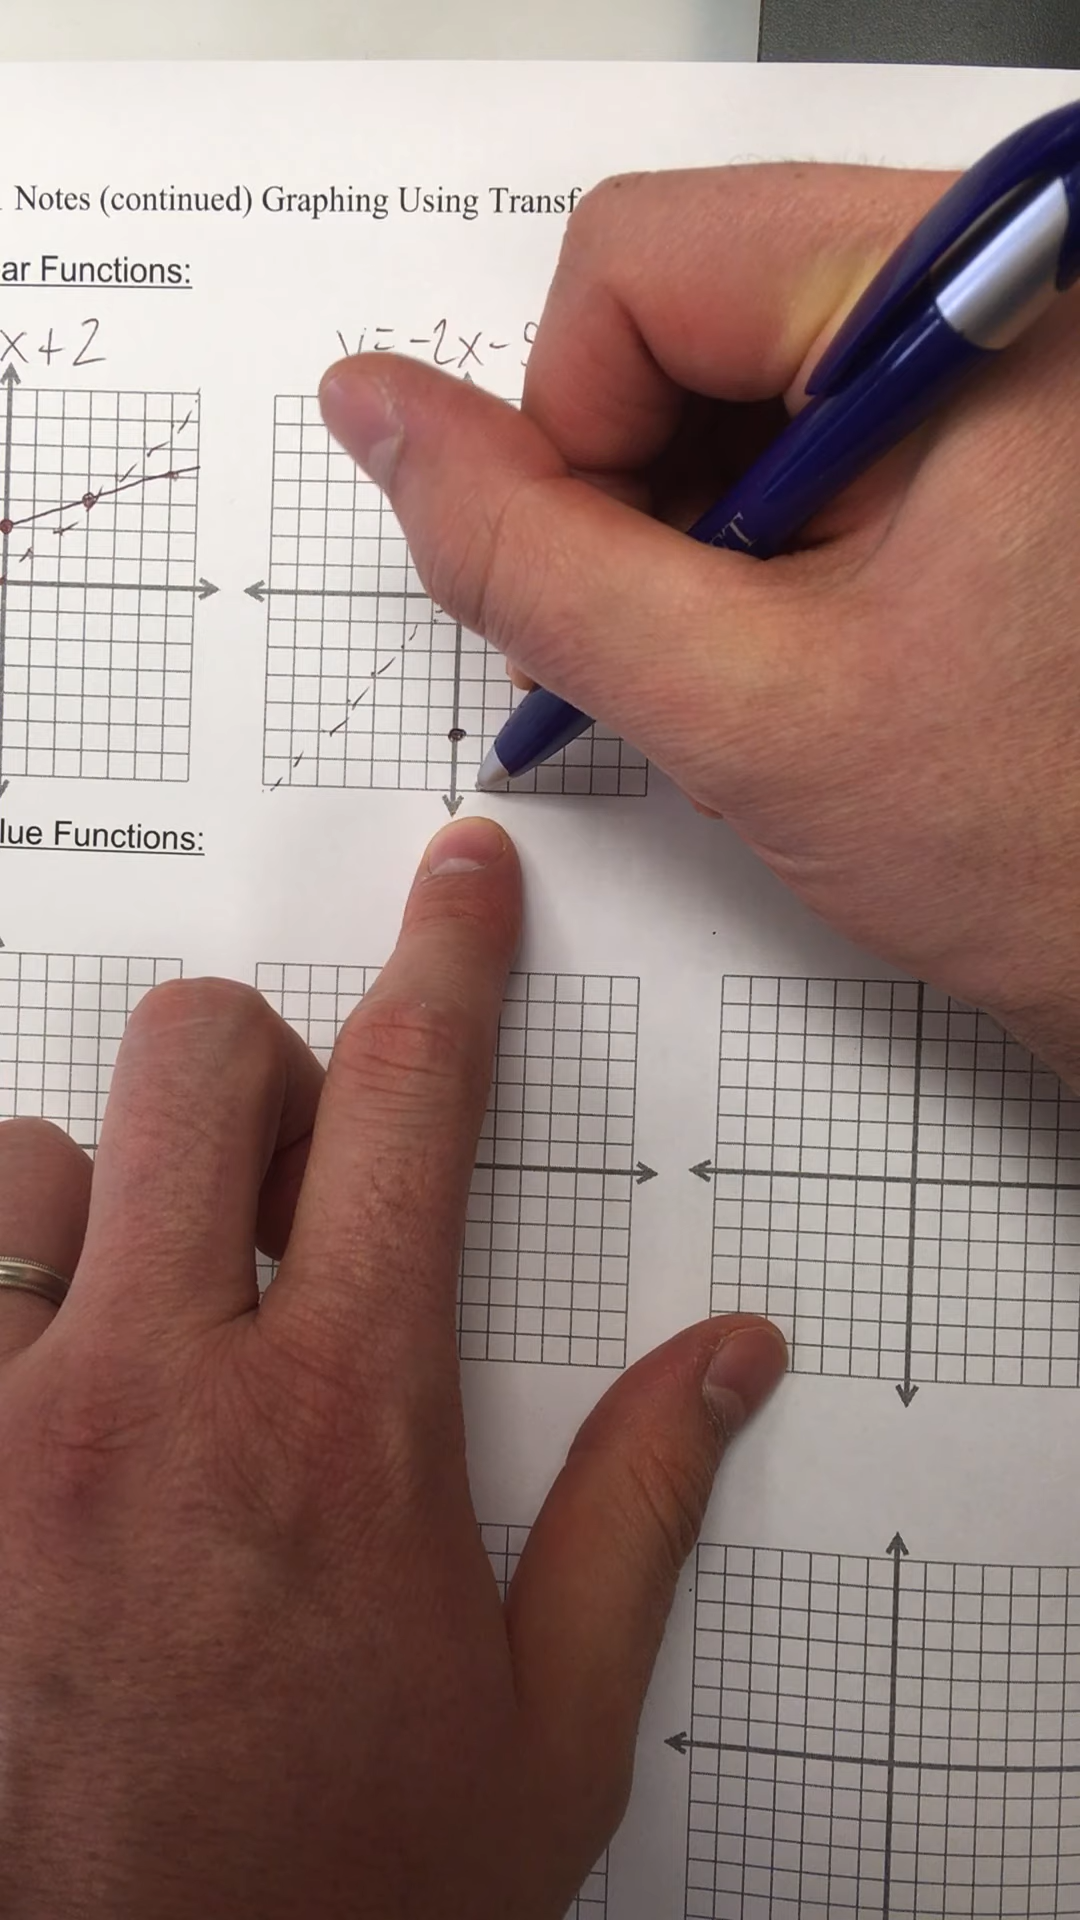 Notes (continued) Graphing Using Transf
ar Functions:
x+2
y=-2x-
lue Functions: